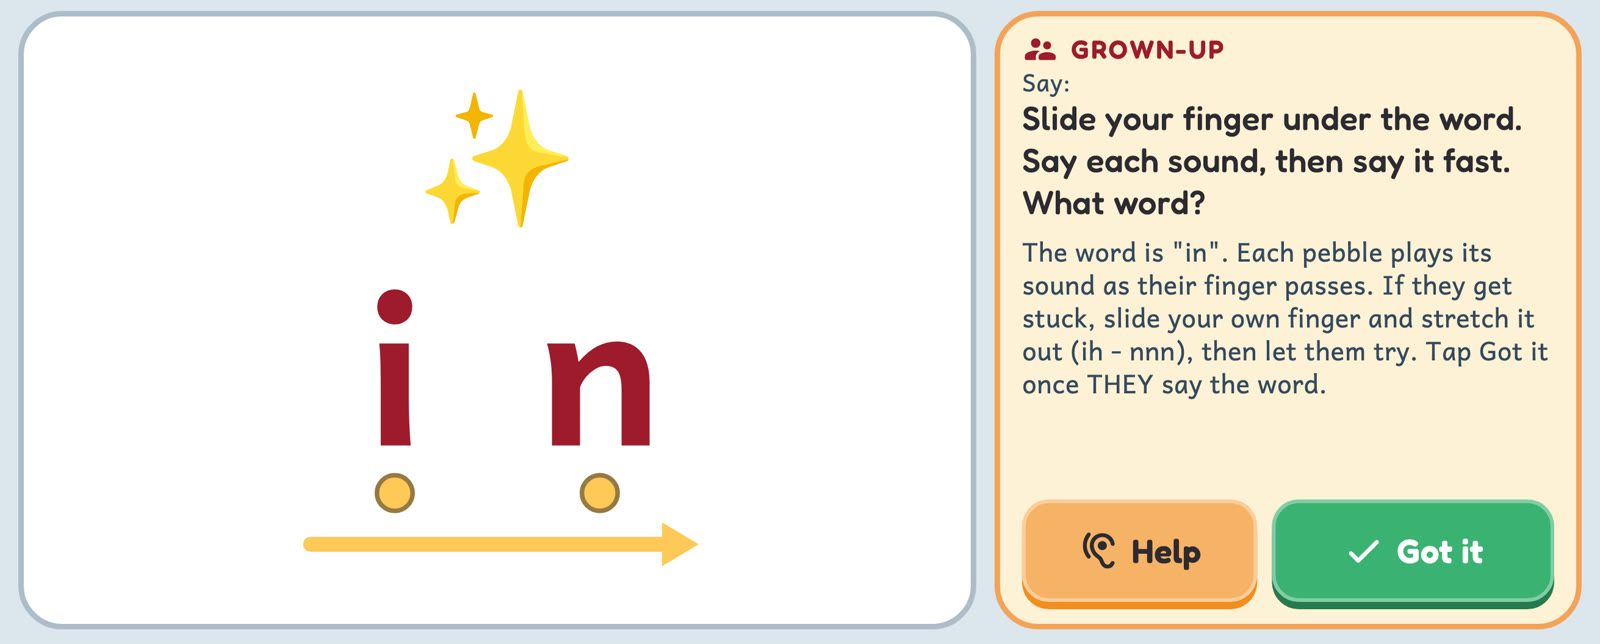 i n
GROWN-UP
Say:
Slide your finger under the word.
Say each sound, then say it fast.
What word?
The word is "in". Each pebble plays its
sound as their finger passes. If they get
stuck, slide your own finger and stretch it
out (ih - nnn), then let them try. Tap Got it
once THEY say the word.
Help
Got it